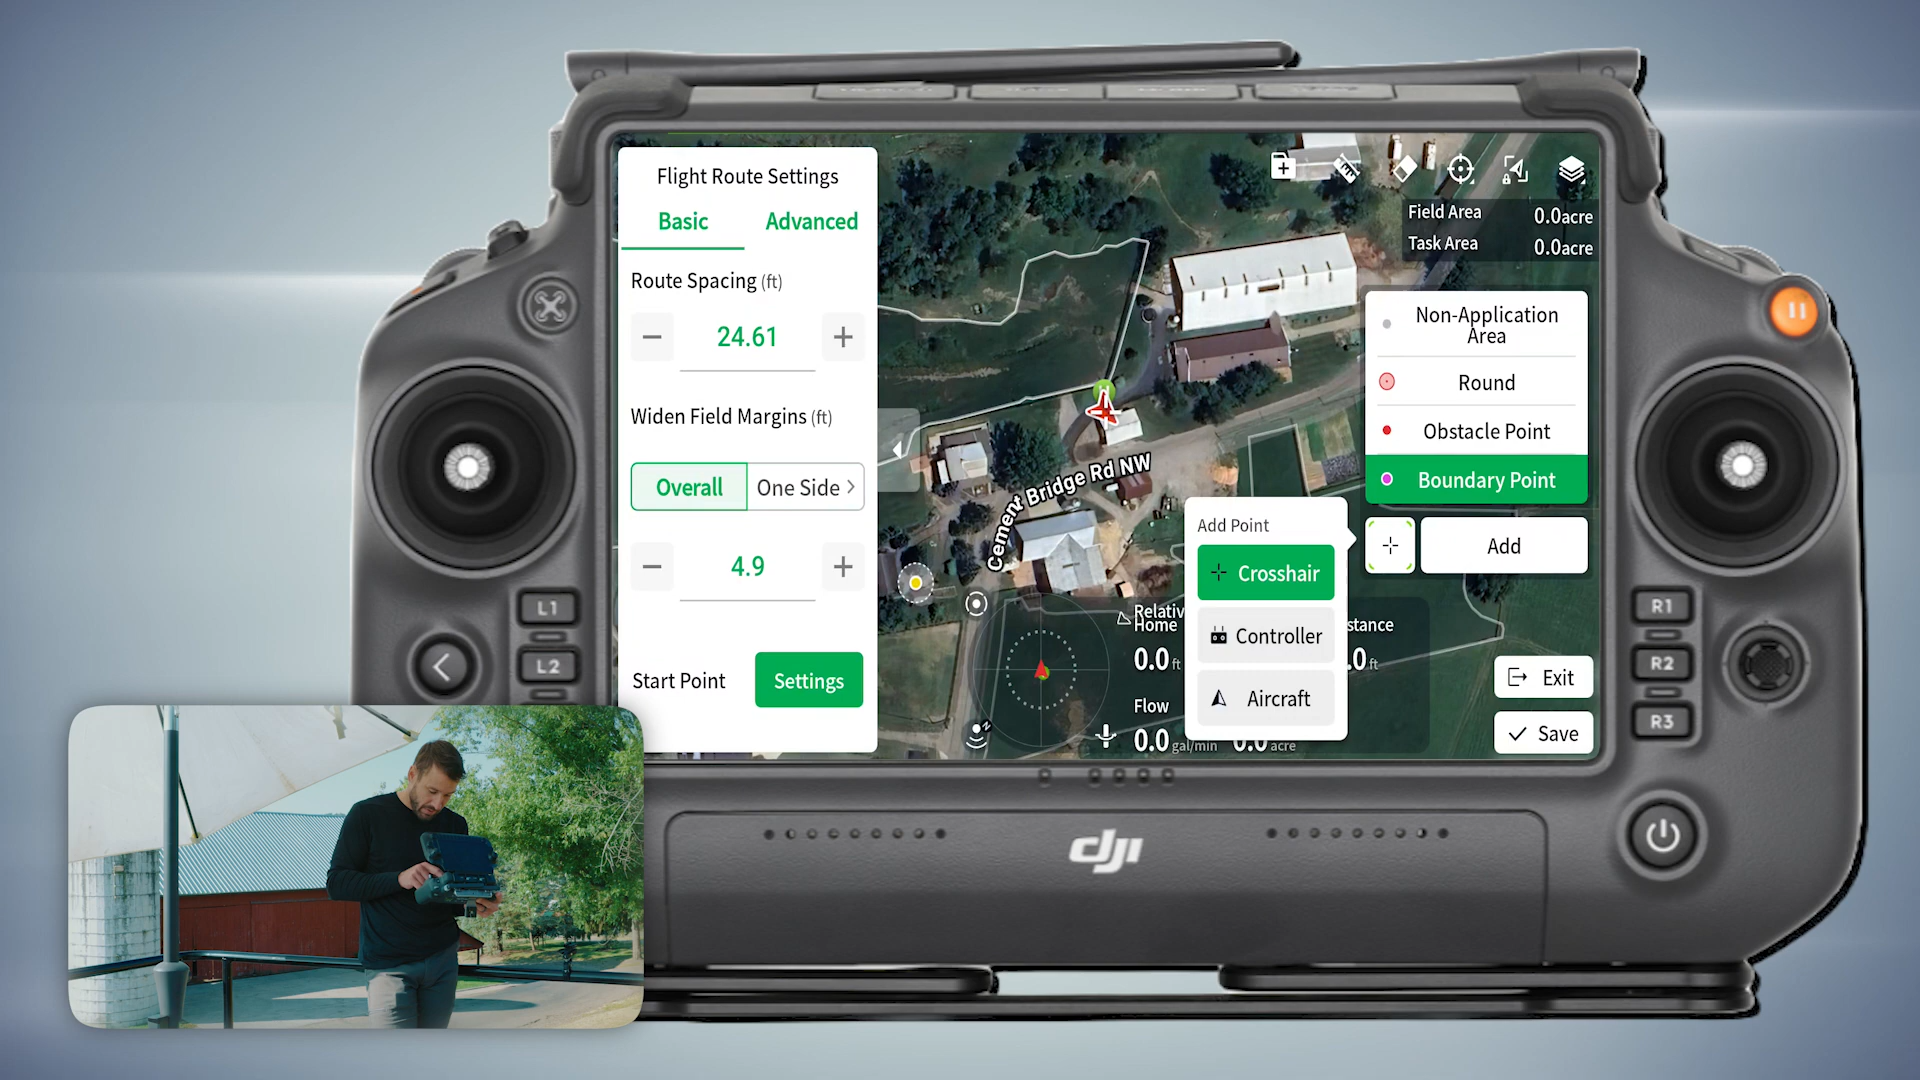 Flight Route Settings
Basic
Advanced
Route Spacing (ft)
24.61
Widen Field Margins (ft)
Overall
One Side
4.9
Start Point
Settings
Field Area 0.0acre
Task Area 0.0acre
Non-Application
Area
Round
Obstacle Point
Boundary Point
Add
Add Point
Crosshair
Controller
Aircraft
Cement Bridge Rd NW
Home
0.0 ft
Flow
0.0 gal/min
0.0 acre
N
Exit
Save
L1
L2
R1
R2
R3
dji